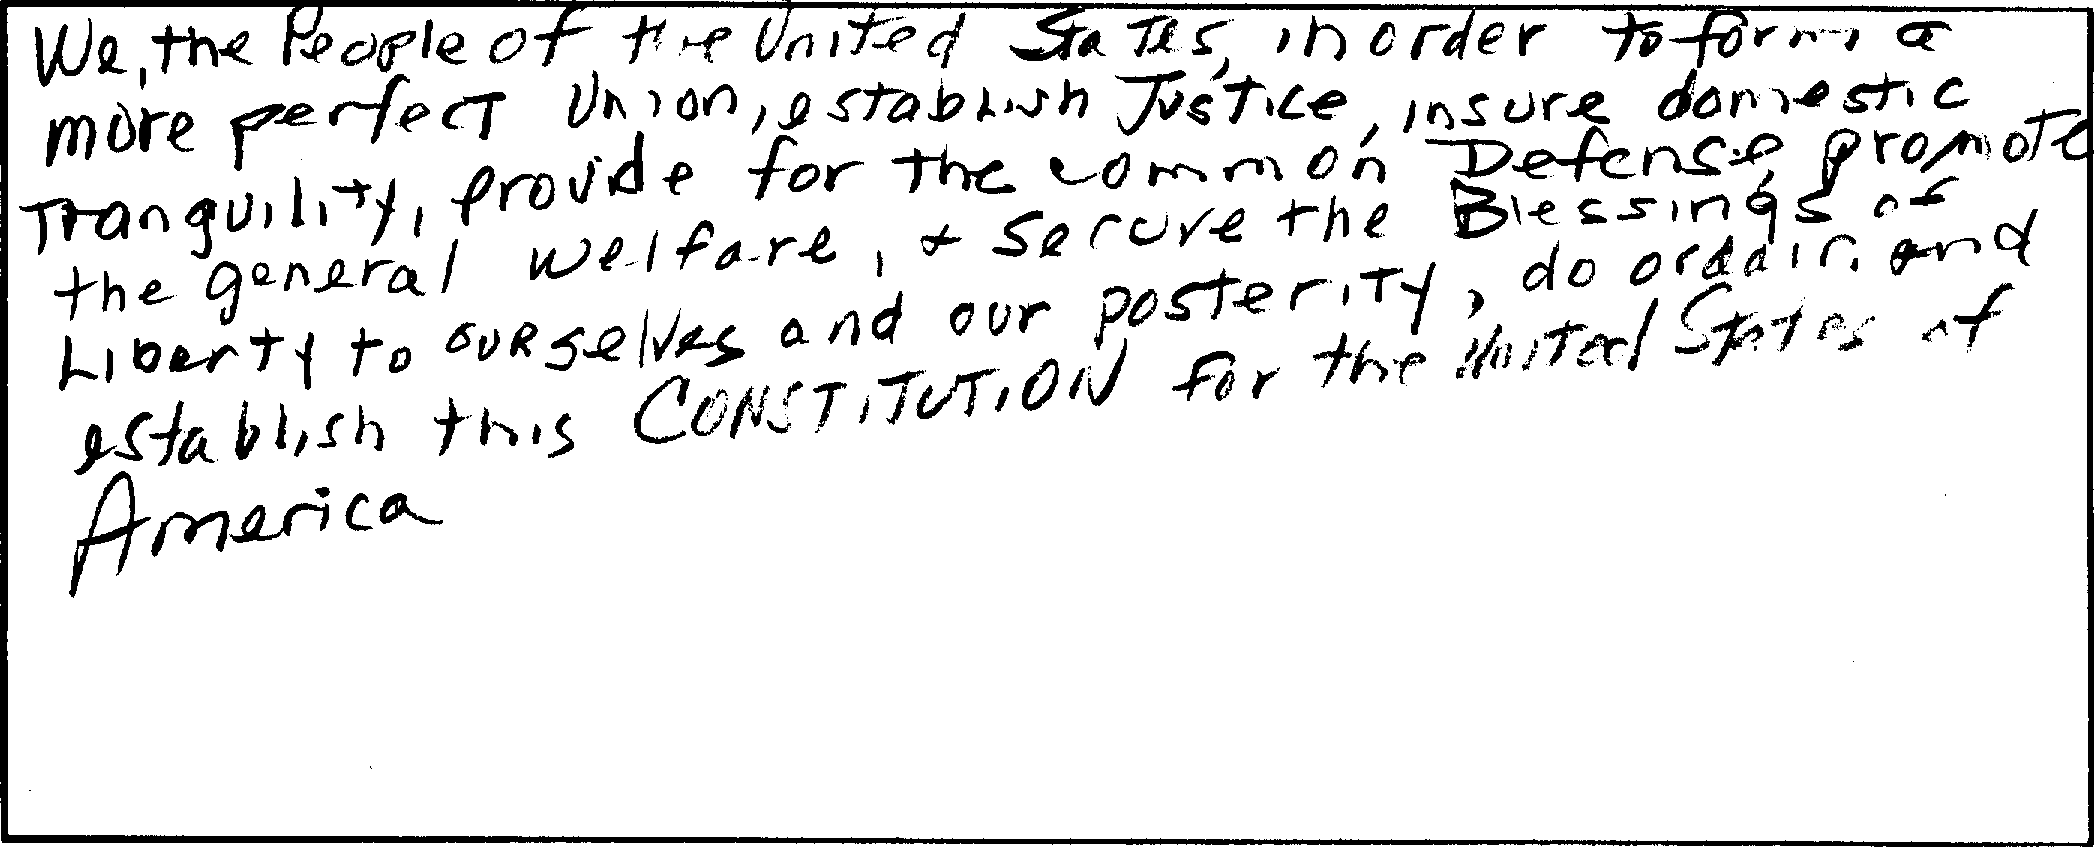 We, the People of the United States, in order to form a
more perfect Union, establish Justice, insure domestic
Tranquility, provide for the common Defense, promote
the general welfare, & secure the Blessings of
Liberty to ourselves and our posterity, do ordain and
establish this CONSTITUTION for the United States of
America